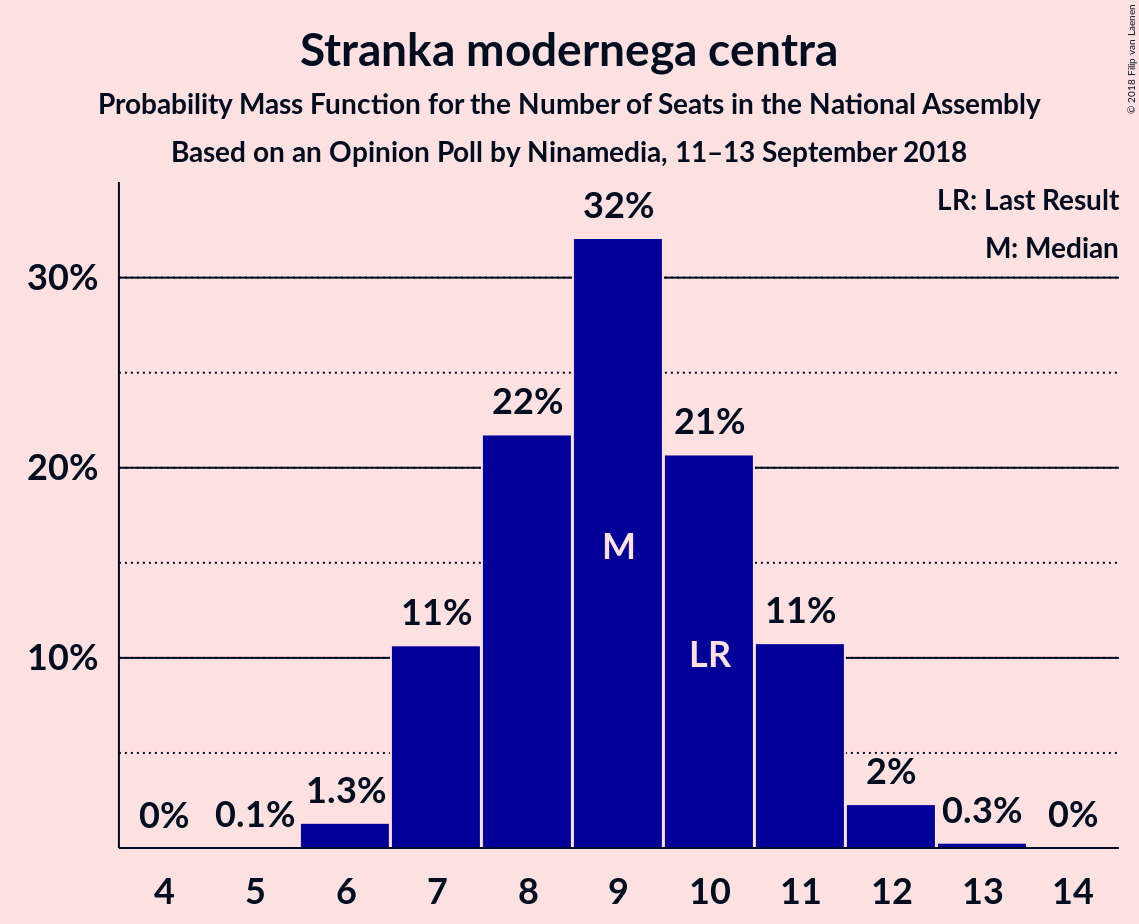 Stranka modernega centra
Probability Mass Function for the Number of Seats in the National Assembly
Based on an Opinion Poll by Ninamedia, 11–13 September 2018
© 2018 Filip van Laenen
LR: Last Result
M: Median
30%
20%
10%
0%
0.1%
1.3%
11%
22%
32%
21%
11%
2%
0.3%
0%
M
LR
4 5 6 7 8 9 10 11 12 13 14